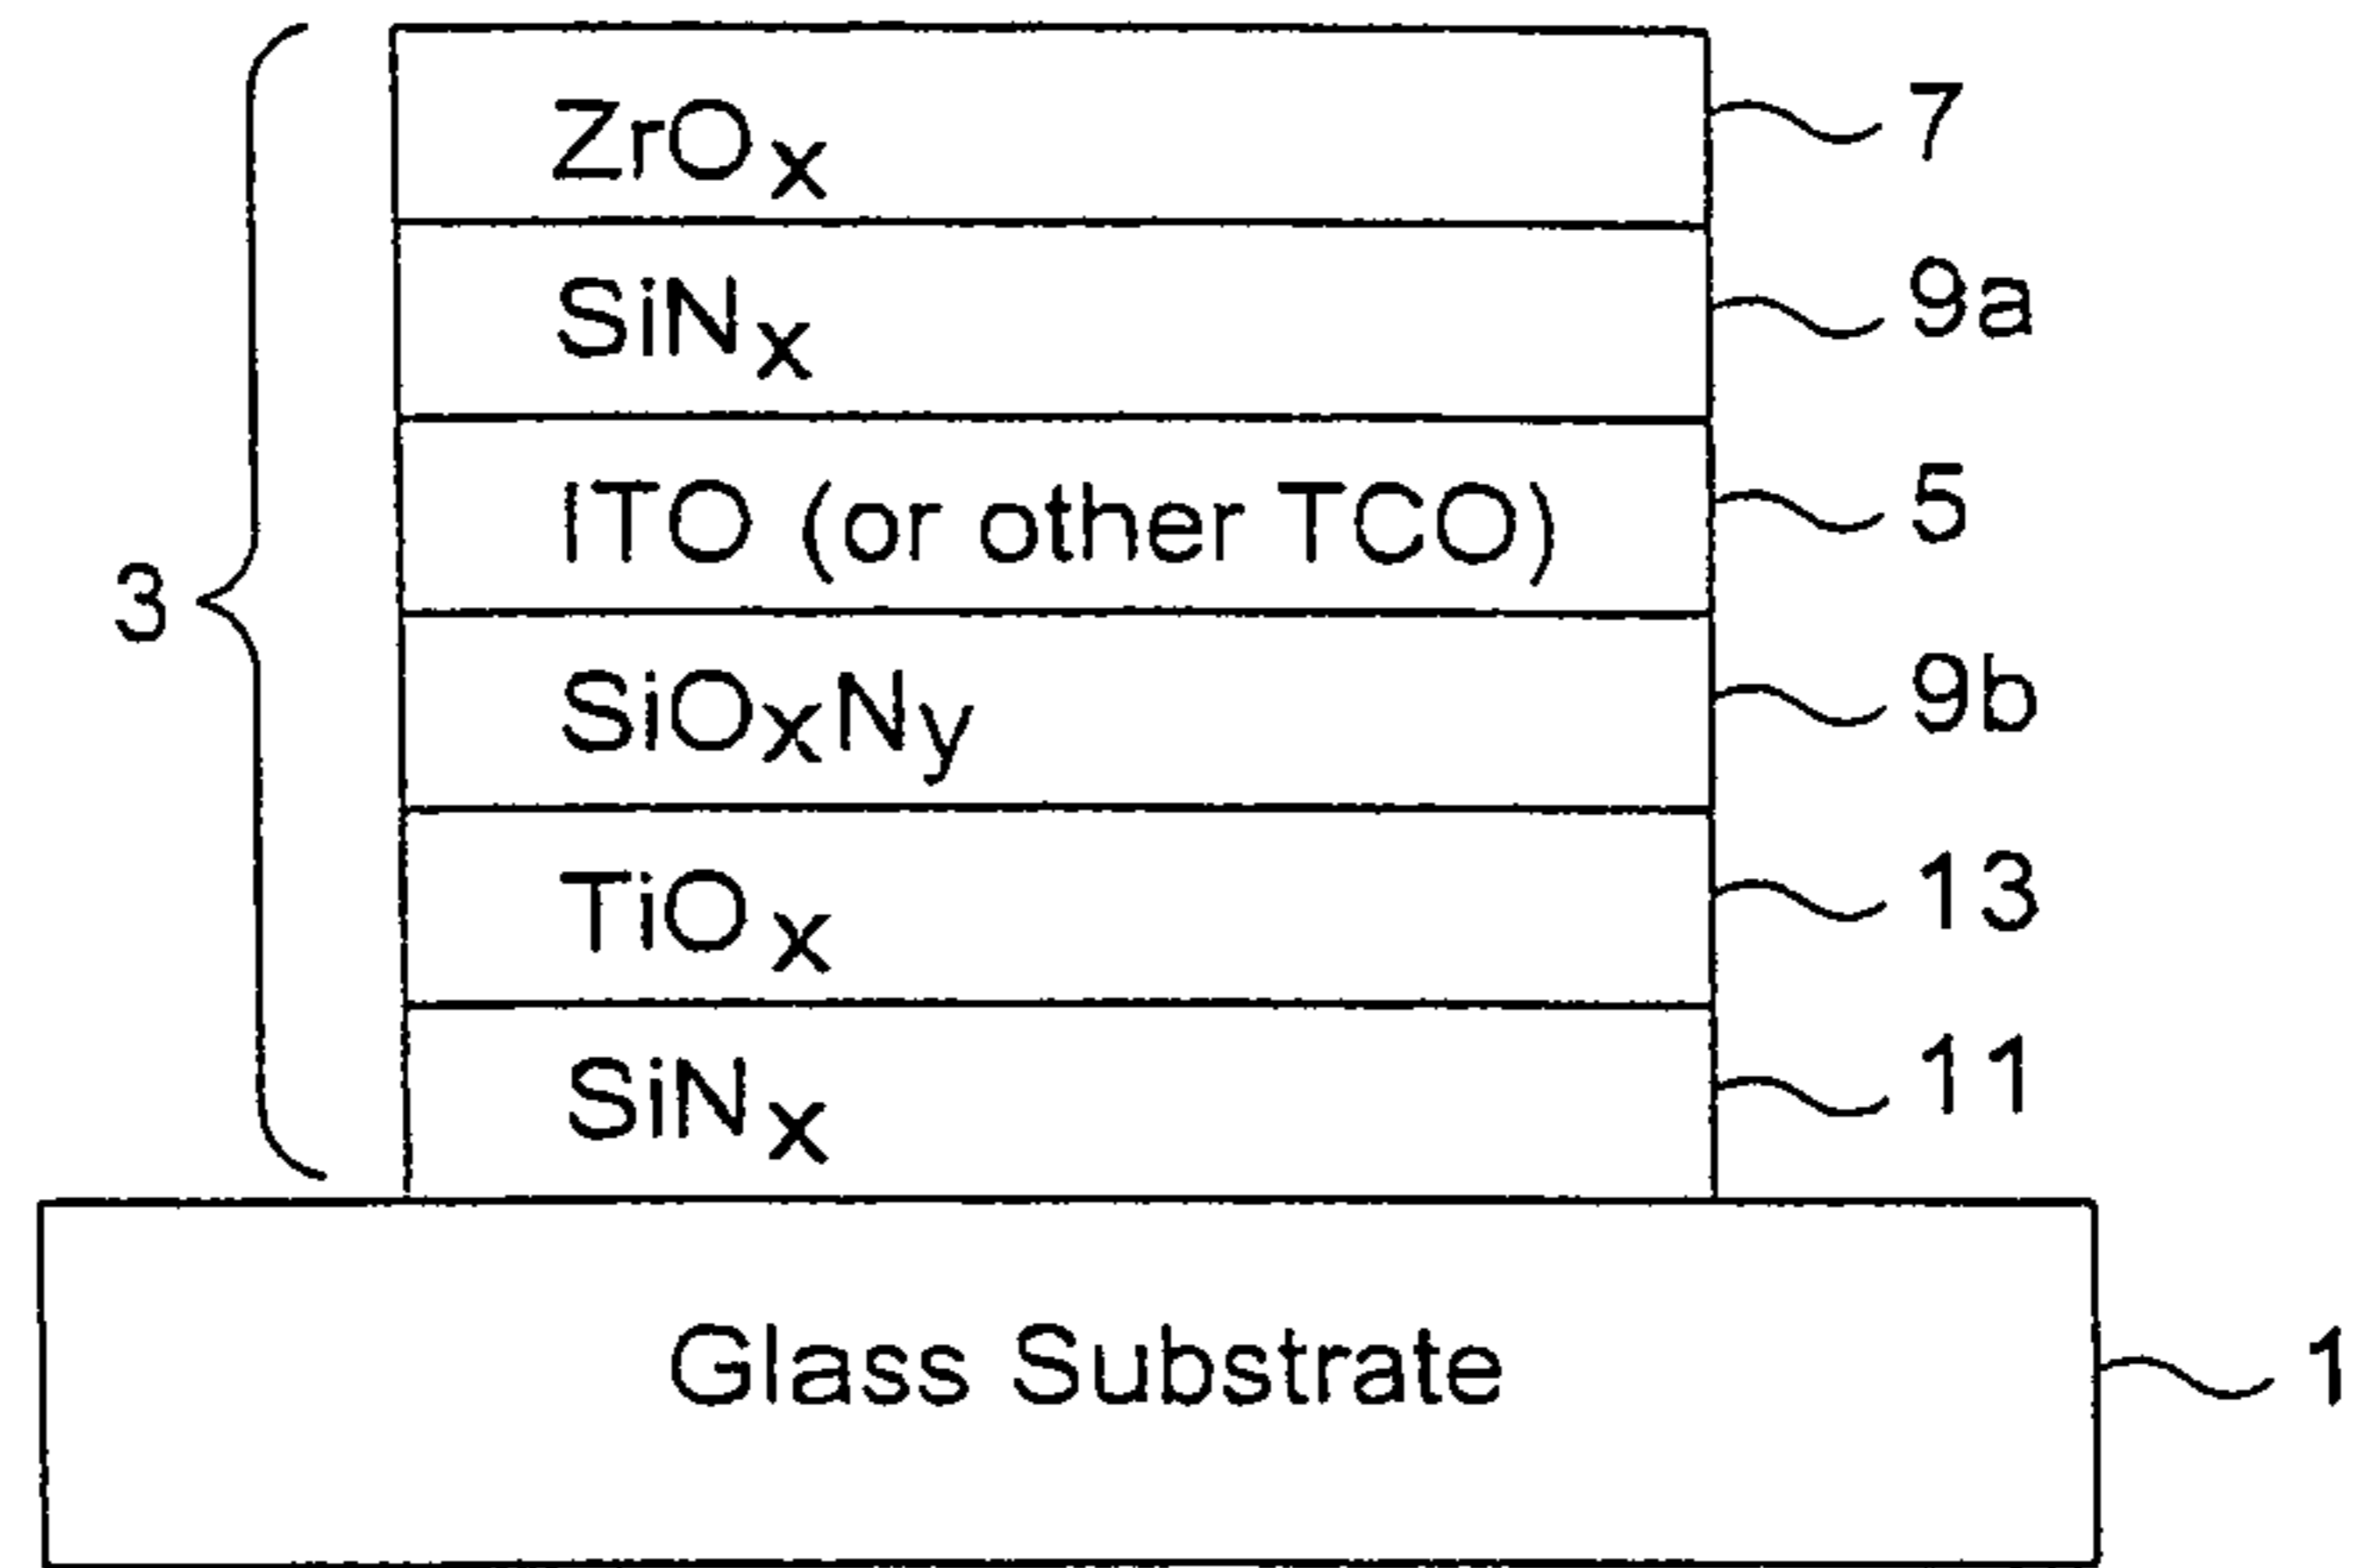 ZrOx 7
SiNx 9a
ITO (or other TCO) 5
3
SiOxNy 9b
TiOx 13
SiNx 11
Glass Substrate 1